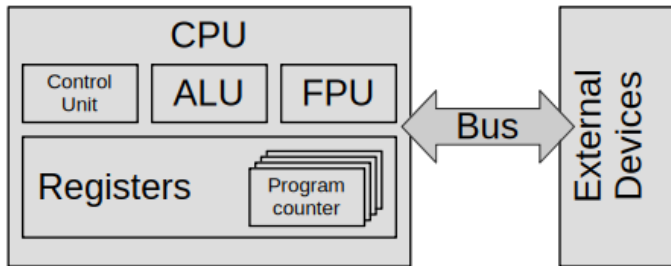 CPU
Control
Unit
ALU
FPU
Registers
Program
counter
Bus
External
Devices